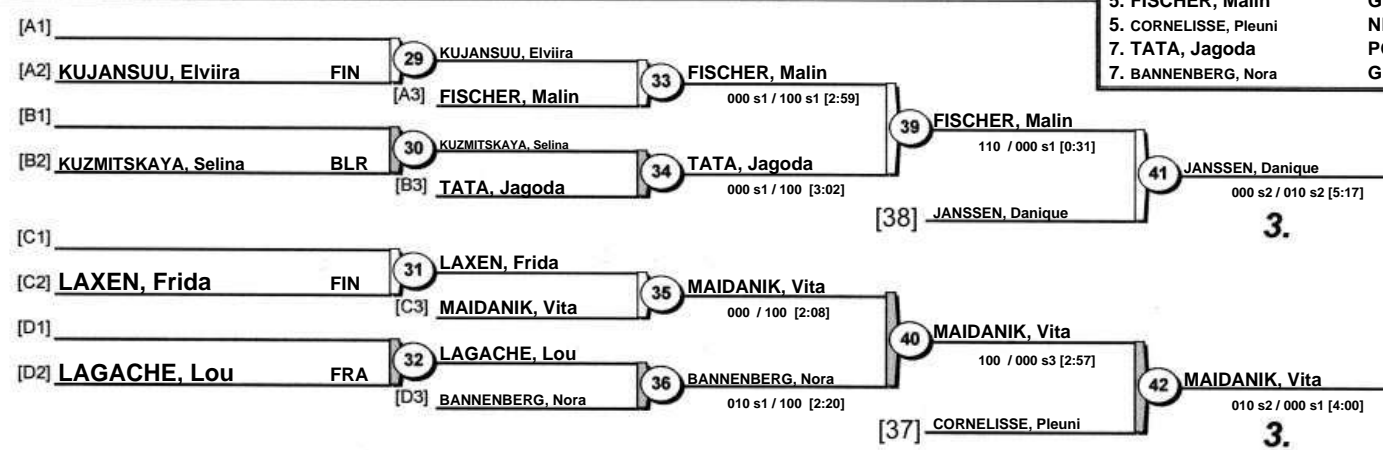 5. FISCHER, Malin G
5. CORNELISSE, Pleuni
7. TATA, Jagoda
7. BANNENBERG, Nora G
[A1]
[A2] KUJANSUU, Elviira FIN
29
KUJANSUU, Elviira
[A3] FISCHER, Malin
33
FISCHER, Malin
000 s1 / 100 s1 [2:59]
[B1]
[B2] KUZMITSKAYA, Selina BLR
30
KUZMITSKAYA, Selina
[B3] TATA, Jagoda
34
TATA, Jagoda
000 s1 / 100 [3:02]
39
FISCHER, Malin
110 / 000 s1 [0:31]
[38] JANSSEN, Danique
41
JANSSEN, Danique
000 s2 / 010 s2 [5:17]
3.
[C1]
[C2] LAXEN, Frida FIN
31
LAXEN, Frida
[C3] MAIDANIK, Vita
35
MAIDANIK, Vita
000 / 100 [2:08]
[D1]
[D2] LAGACHE, Lou FRA
32
LAGACHE, Lou
[D3] BANNENBERG, Nora
36
BANNENBERG, Nora
010 s1 / 100 [2:20]
40
MAIDANIK, Vita
100 / 000 s3 [2:57]
[37] CORNELISSE, Pleuni
42
MAIDANIK, Vita
010 s2 / 000 s1 [4:00]
3.